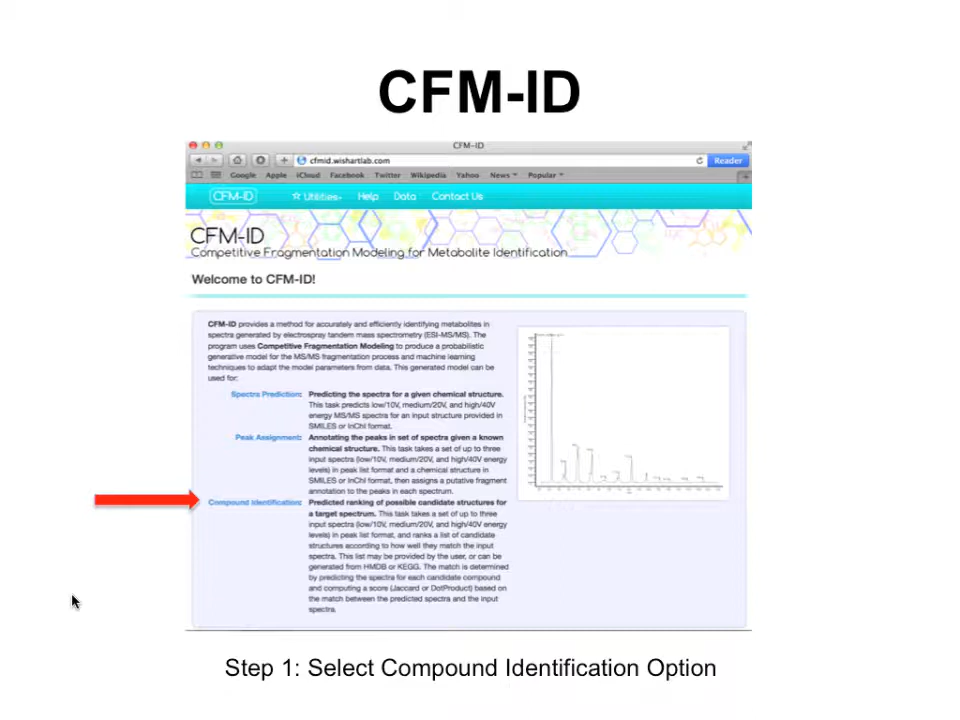 CFM-ID
CFM-ID
cfmid.wishartlab.com
Reader
Google Apple iCloud Facebook Twitter Wikipedia Yahoo News Popular
CFM-ID Utilities Help Data Contact Us
CFM-ID
Competitive Fragmentation Modeling for Metabolite Identification
Welcome to CFM-ID!
CFM-ID provides a method for accurately and efficiently identifying metabolites in
spectra generated by electrospray tandem mass spectrometry (ESI-MS/MS). The
program uses Competitive Fragmentation Modeling to produce a probabilistic
generative model for the MS/MS fragmentation process and machine learning
techniques to adapt the model parameters from data. This generated model can be
used for:
Spectra Prediction: Predicting the spectra for a given chemical structure.
This task predicts low/10V, medium/20V, and high/40V
energy MS/MS spectra for an input structure provided in
SMILES or InChI format.
Peak Assignment: Annotating the peaks in set of spectra given a known
chemical structure. This task takes a set of up to three
input spectra (low/10V, medium/20V, and high/40V energy
levels) in peak list format and a chemical structure in
SMILES or InChI format, then assigns a putative fragment
annotation to the peaks in each spectrum.
Compound Identification: Predicted ranking of possible candidate structures for
a target spectrum. This task takes a set of up to three
input spectra (low/10V, medium/20V, and high/40V energy
levels) in peak list format, and ranks a list of candidate
structures according to how well they match the input
spectra. This list may be provided by the user, or can be
generated from HMDB or KEGG. The match is determined
by predicting the spectra for each candidate compound
and computing a score (Jaccard or DotProduct) based on
the match between the predicted spectra and the input
spectra.
Step 1: Select Compound Identification Option